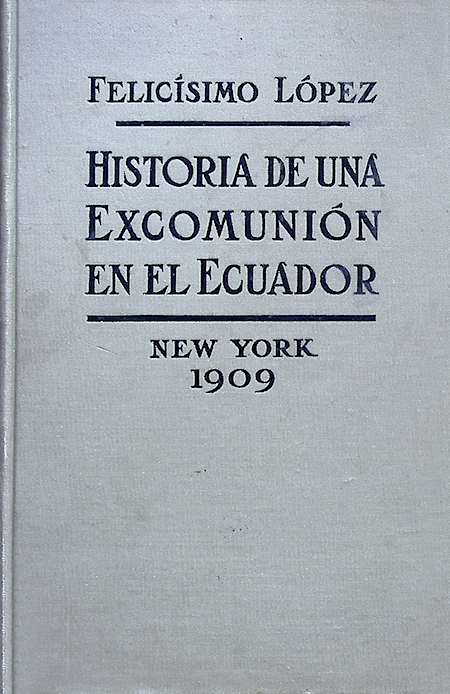 FELICÍSIMO LÓPEZ
HISTORIA DE UNA
EXCOMUNIÓN
EN EL ECUADOR
NEW YORK
1909